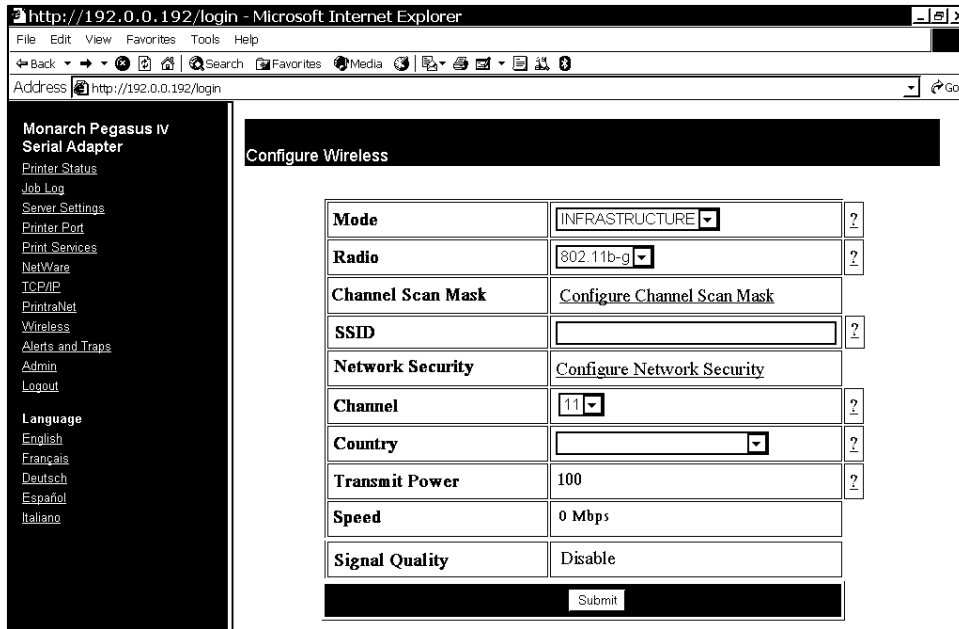 http://192.0.0.192/login - Microsoft Internet Explorer
File Edit View Favorites Tools Help
Back Search Favorites Media
Address http://192.0.0.192/login Go
Monarch Pegasus IV
Serial Adapter
Printer Status
Job Log
Server Settings
Printer Port
Print Services
NetWare
TCP/IP
PrintraNet
Wireless
Alerts and Traps
Admin
Logout
Language
English
Français
Deutsch
Español
Italiano
Configure Wireless
Mode INFRASTRUCTURE ?
Radio 802.11b-g ?
Channel Scan Mask Configure Channel Scan Mask
SSID ?
Network Security Configure Network Security
Channel 11 ?
Country ?
Transmit Power 100 ?
Speed 0 Mbps
Signal Quality Disable
Submit